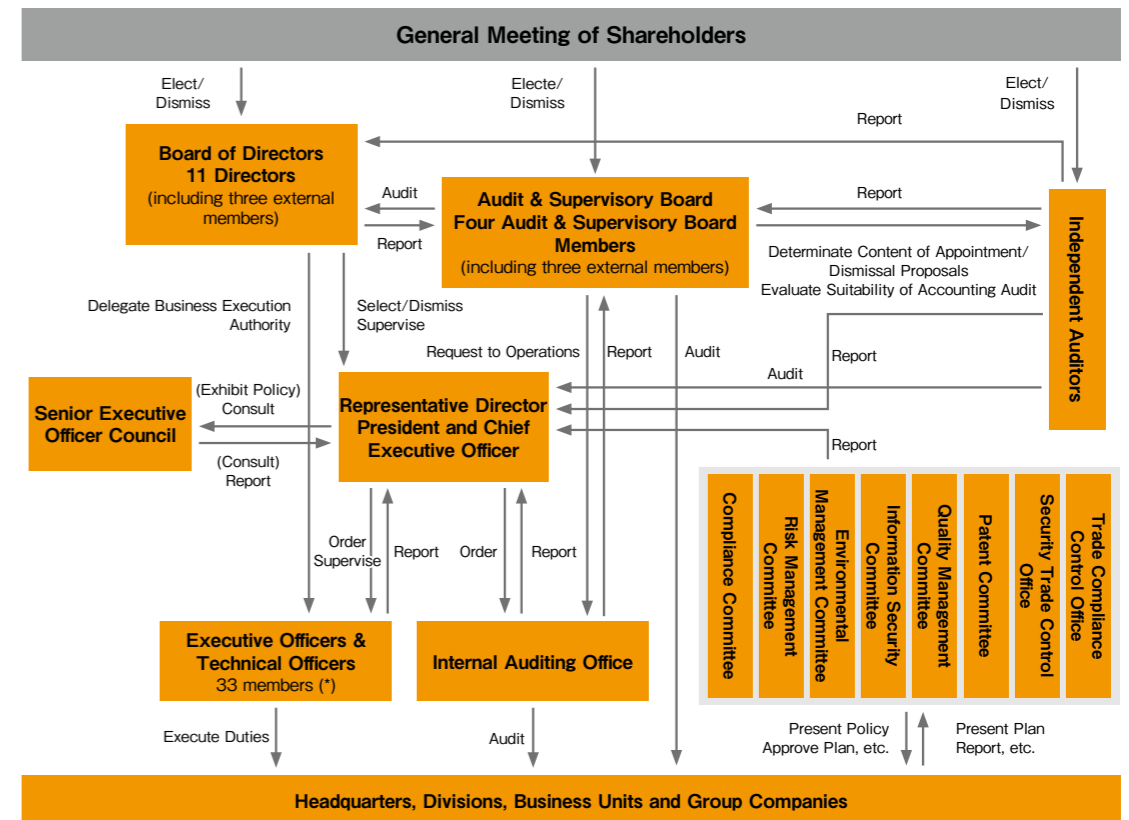 General Meeting of Shareholders
Elect/
Dismiss
Electe/
Dismiss
Elect/
Dismiss
Report
Board of Directors
11 Directors
(including three external
members)
Audit
Report
Audit & Supervisory Board
Four Audit & Supervisory Board
Members
(including three external members)
Report
Determinate Content of Appointment/
Dismissal Proposals
Evaluate Suitability of Accounting Audit
Independent Auditors
Delegate Business Execution
Authority
Select/Dismiss
Supervise
Request to Operations
Report
Audit
Report
Audit
Senior Executive
Officer Council
(Exhibit Policy)
Consult
(Consult)
Report
Representative Director
President and Chief
Executive Officer
Report
Order
Supervise
Report
Order
Report
Compliance Committee
Risk Management
Committee
Environmental
Management Committee
Information Security
Committee
Quality Management
Committee
Patent Committee
Security Trade Control
Office
Trade Compliance
Control Office
Executive Officers &
Technical Officers
33 members (*)
Internal Auditing Office
Execute Duties
Audit
Present Policy
Approve Plan, etc.
Present Plan
Report, etc.
Headquarters, Divisions, Business Units and Group Companies